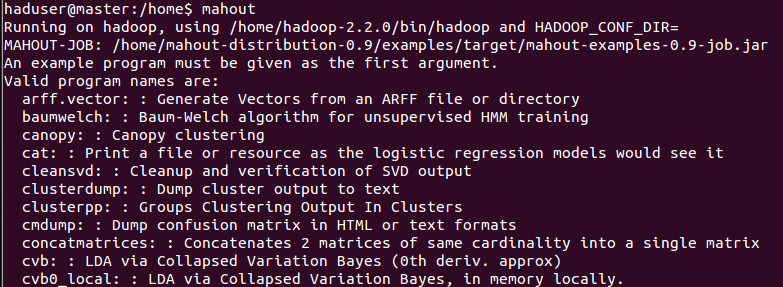 haduser@master:/home$ mahout
Running on hadoop, using /home/hadoop-2.2.0/bin/hadoop and HADOOP_CONF_DIR=
MAHOUT-JOB: /home/mahout-distribution-0.9/examples/target/mahout-examples-0.9-job.jar
An example program must be given as the first argument.
Valid program names are:
  arff.vector: : Generate Vectors from an ARFF file or directory
  baumwelch: : Baum-Welch algorithm for unsupervised HMM training
  canopy: : Canopy clustering
  cat: : Print a file or resource as the logistic regression models would see it
  cleansvd: : Cleanup and verification of SVD output
  clusterdump: : Dump cluster output to text
  clusterpp: : Groups Clustering Output In Clusters
  cmdump: : Dump confusion matrix in HTML or text formats
  concatmatrices: : Concatenates 2 matrices of same cardinality into a single matrix
  cvb: : LDA via Collapsed Variation Bayes (0th deriv. approx)
  cvb0_local: : LDA via Collapsed Variation Bayes, in memory locally.